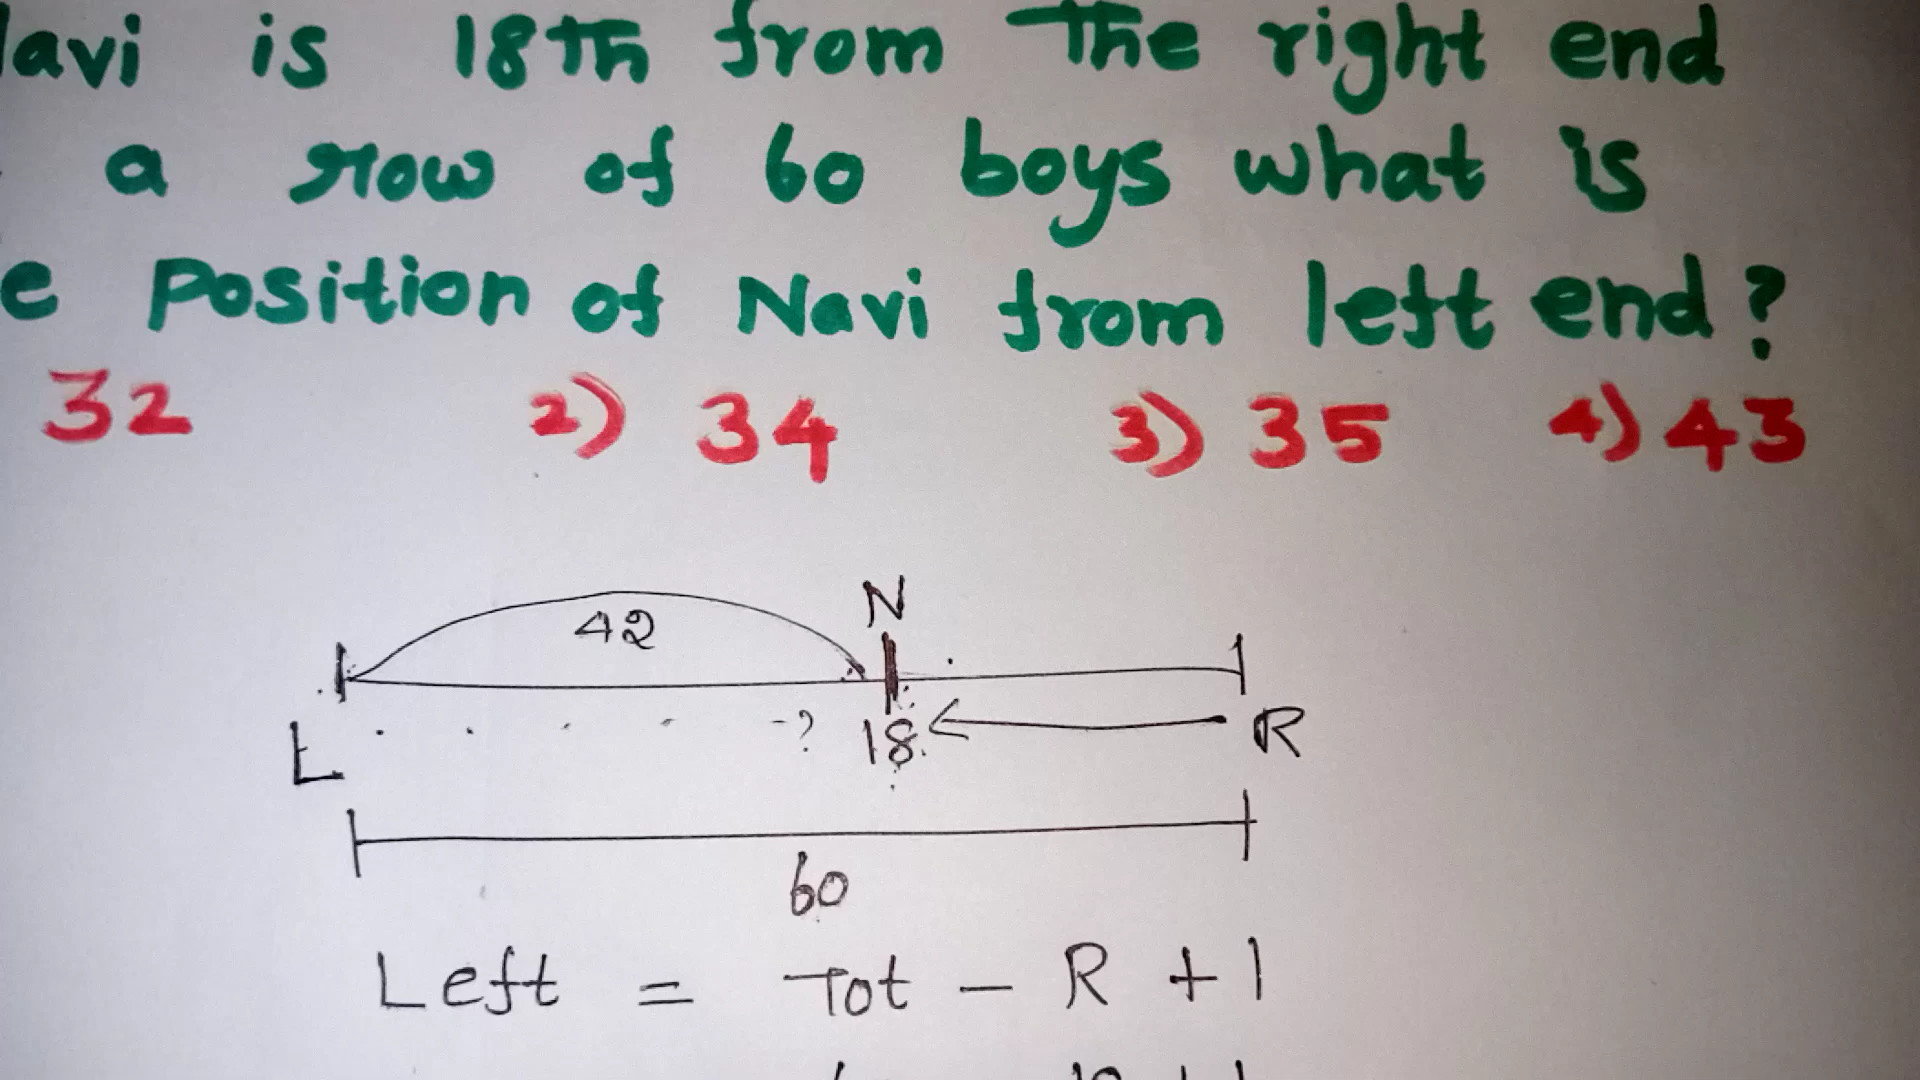 Navi is 18th from The right end
a row of 60 boys what is
e position of Navi from left end?
32 2) 34 3) 35 4) 43
N
42
L ? 18 R
60
Left = Tot - R + 1